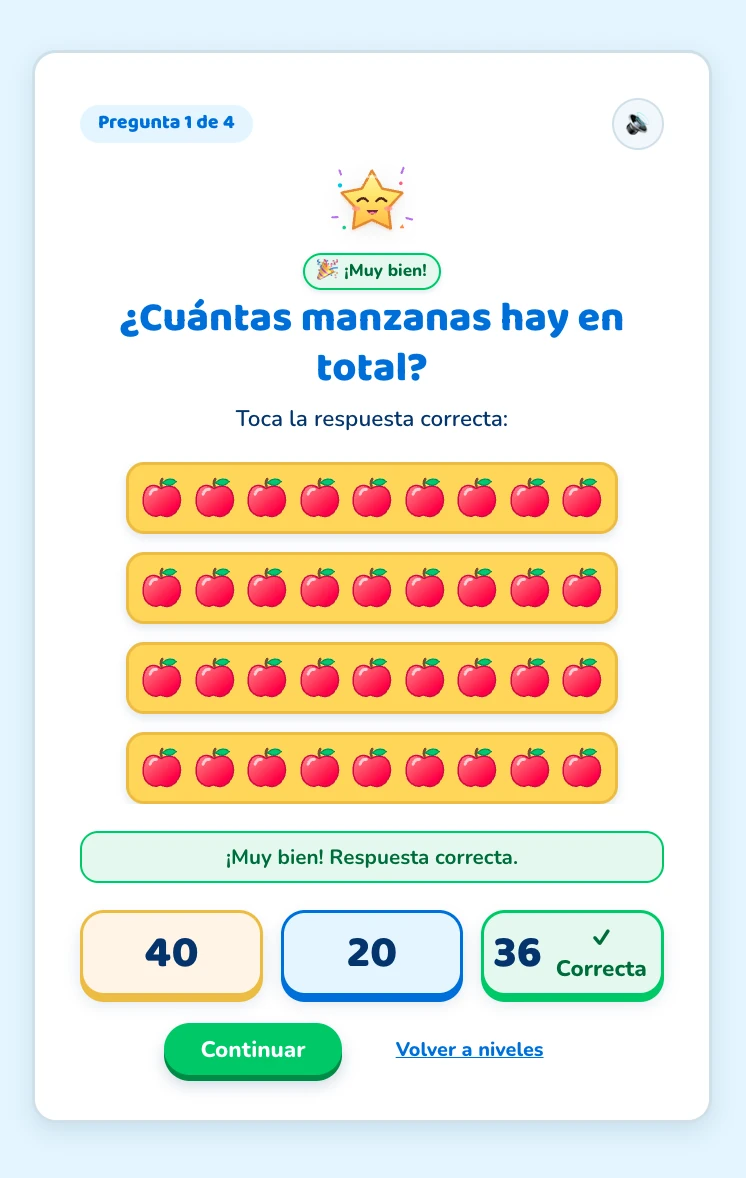 Pregunta 1 de 4
¡Muy bien!
¿Cuántas manzanas hay en
total?
Toca la respuesta correcta:
¡Muy bien! Respuesta correcta.
40
20
36
✓
Correcta
Continuar
Volver a niveles